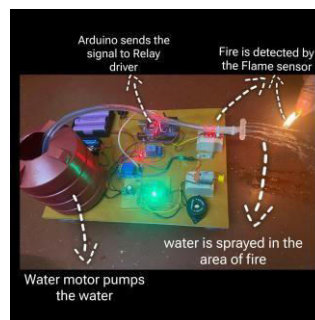 Arduino sends the
signal to Relay
driver
Fire is detected by
the Flame sensor
water is sprayed in the
area of fire
Water motor pumps
the water